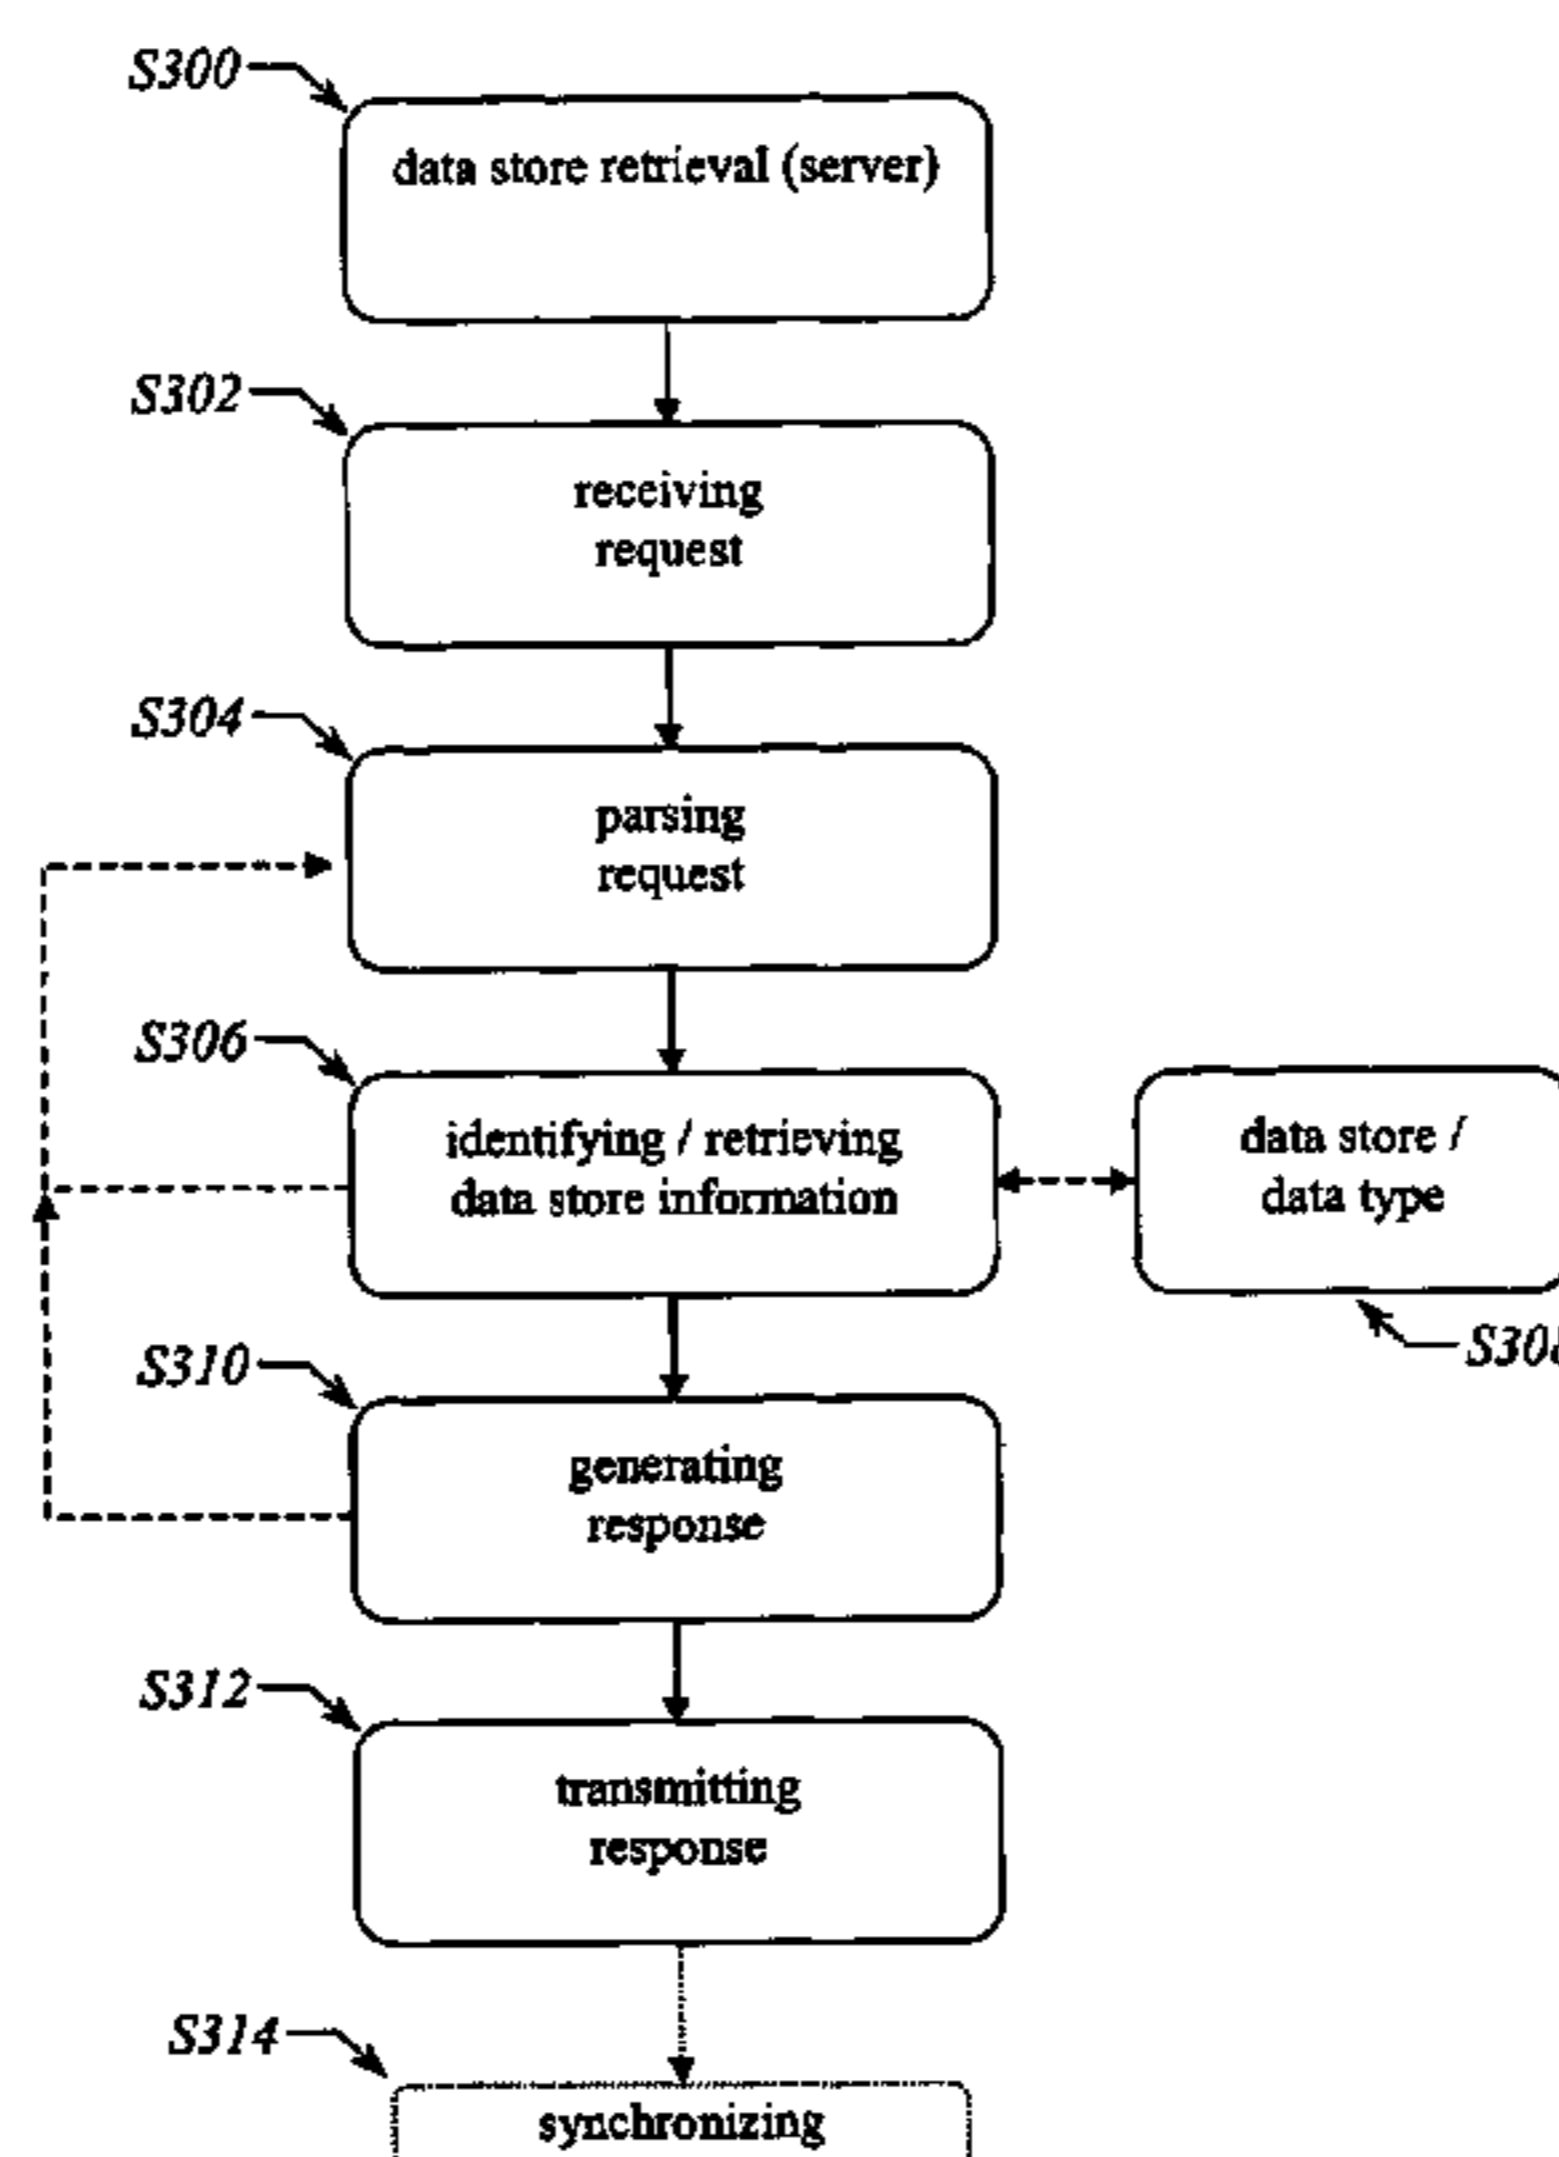 S300
data store retrieval (server)
S302
receiving
request
S304
parsing
request
S306
identifying / retrieving
data store information
data store /
data type
S310
generating
response
S312
transmitting
response
S314
synchronizing